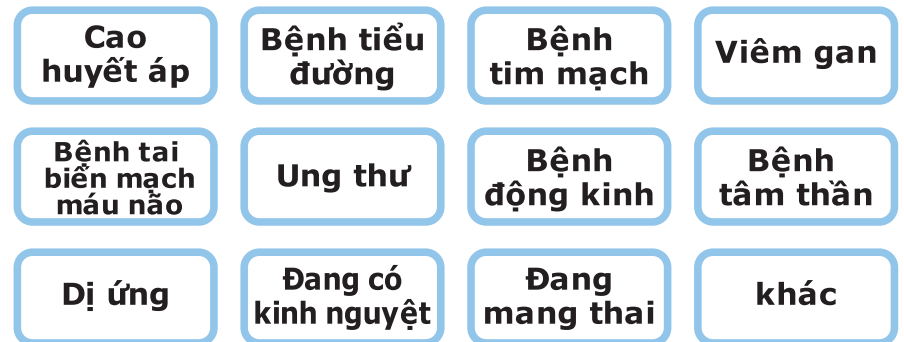 Cao
huyết áp
Bệnh tiểu
đường
Bệnh
tim mạch
Viêm gan
Bệnh tai
biến mạch
máu não
Ung thư
Bệnh
động kinh
Bệnh
tâm thần
Dị ứng
Đang có
kinh nguyệt
Đang
mang thai
khác